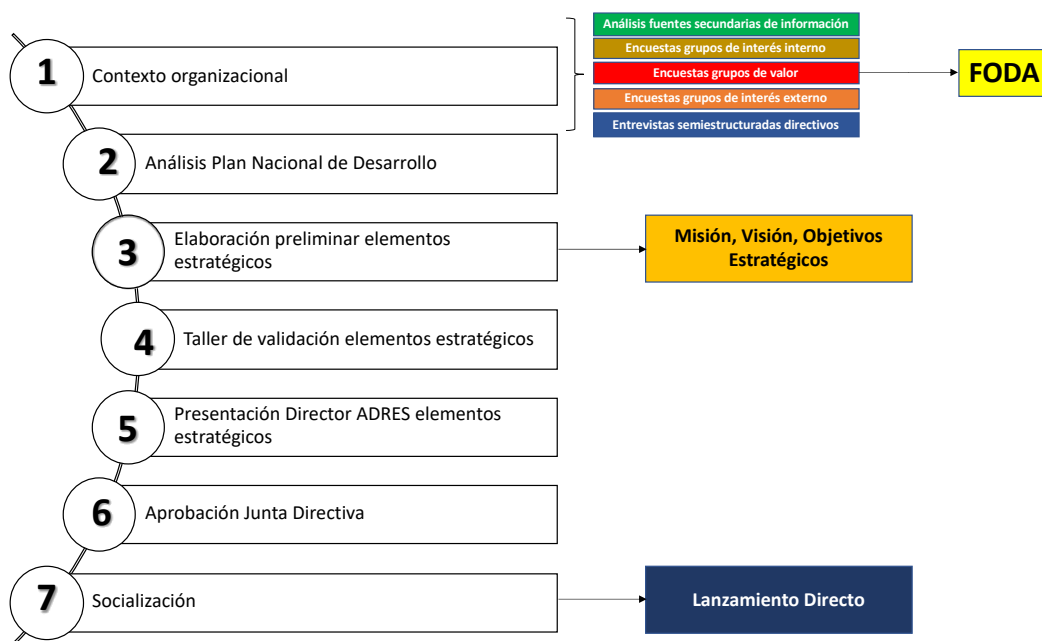 1
Contexto organizacional
Análisis fuentes secundarias de información
Encuestas grupos de interés interno
Encuestas grupos de valor
Encuestas grupos de interés externo
Entrevistas semiestructuradas directivos
FODA
2
Análisis Plan Nacional de Desarrollo
3
Elaboración preliminar elementos
estratégicos
Misión, Visión, Objetivos
Estratégicos
4
Taller de validación elementos estratégicos
5
Presentación Director ADRES elementos
estratégicos
6
Aprobación Junta Directiva
7
Socialización
Lanzamiento Directo